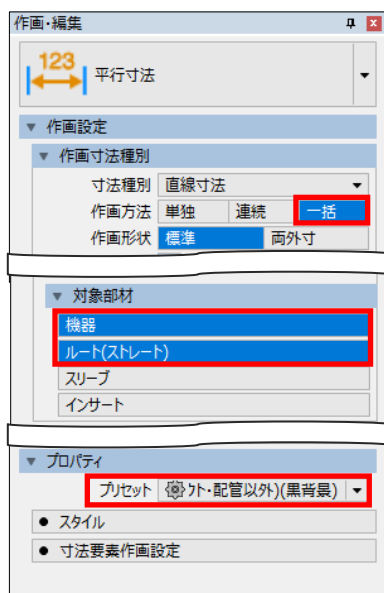 作画・編集
123
平行寸法
作画設定
作画寸法種別
寸法種別 直線寸法
作画方法 単独 連続 一括
作画形状 標準 両外寸
対象部材
機器
ルート(ストレート)
スリーブ
インサート
プロパティ
プリセット ｸﾄ・配管以外)(黒背景)
スタイル
寸法要素作画設定